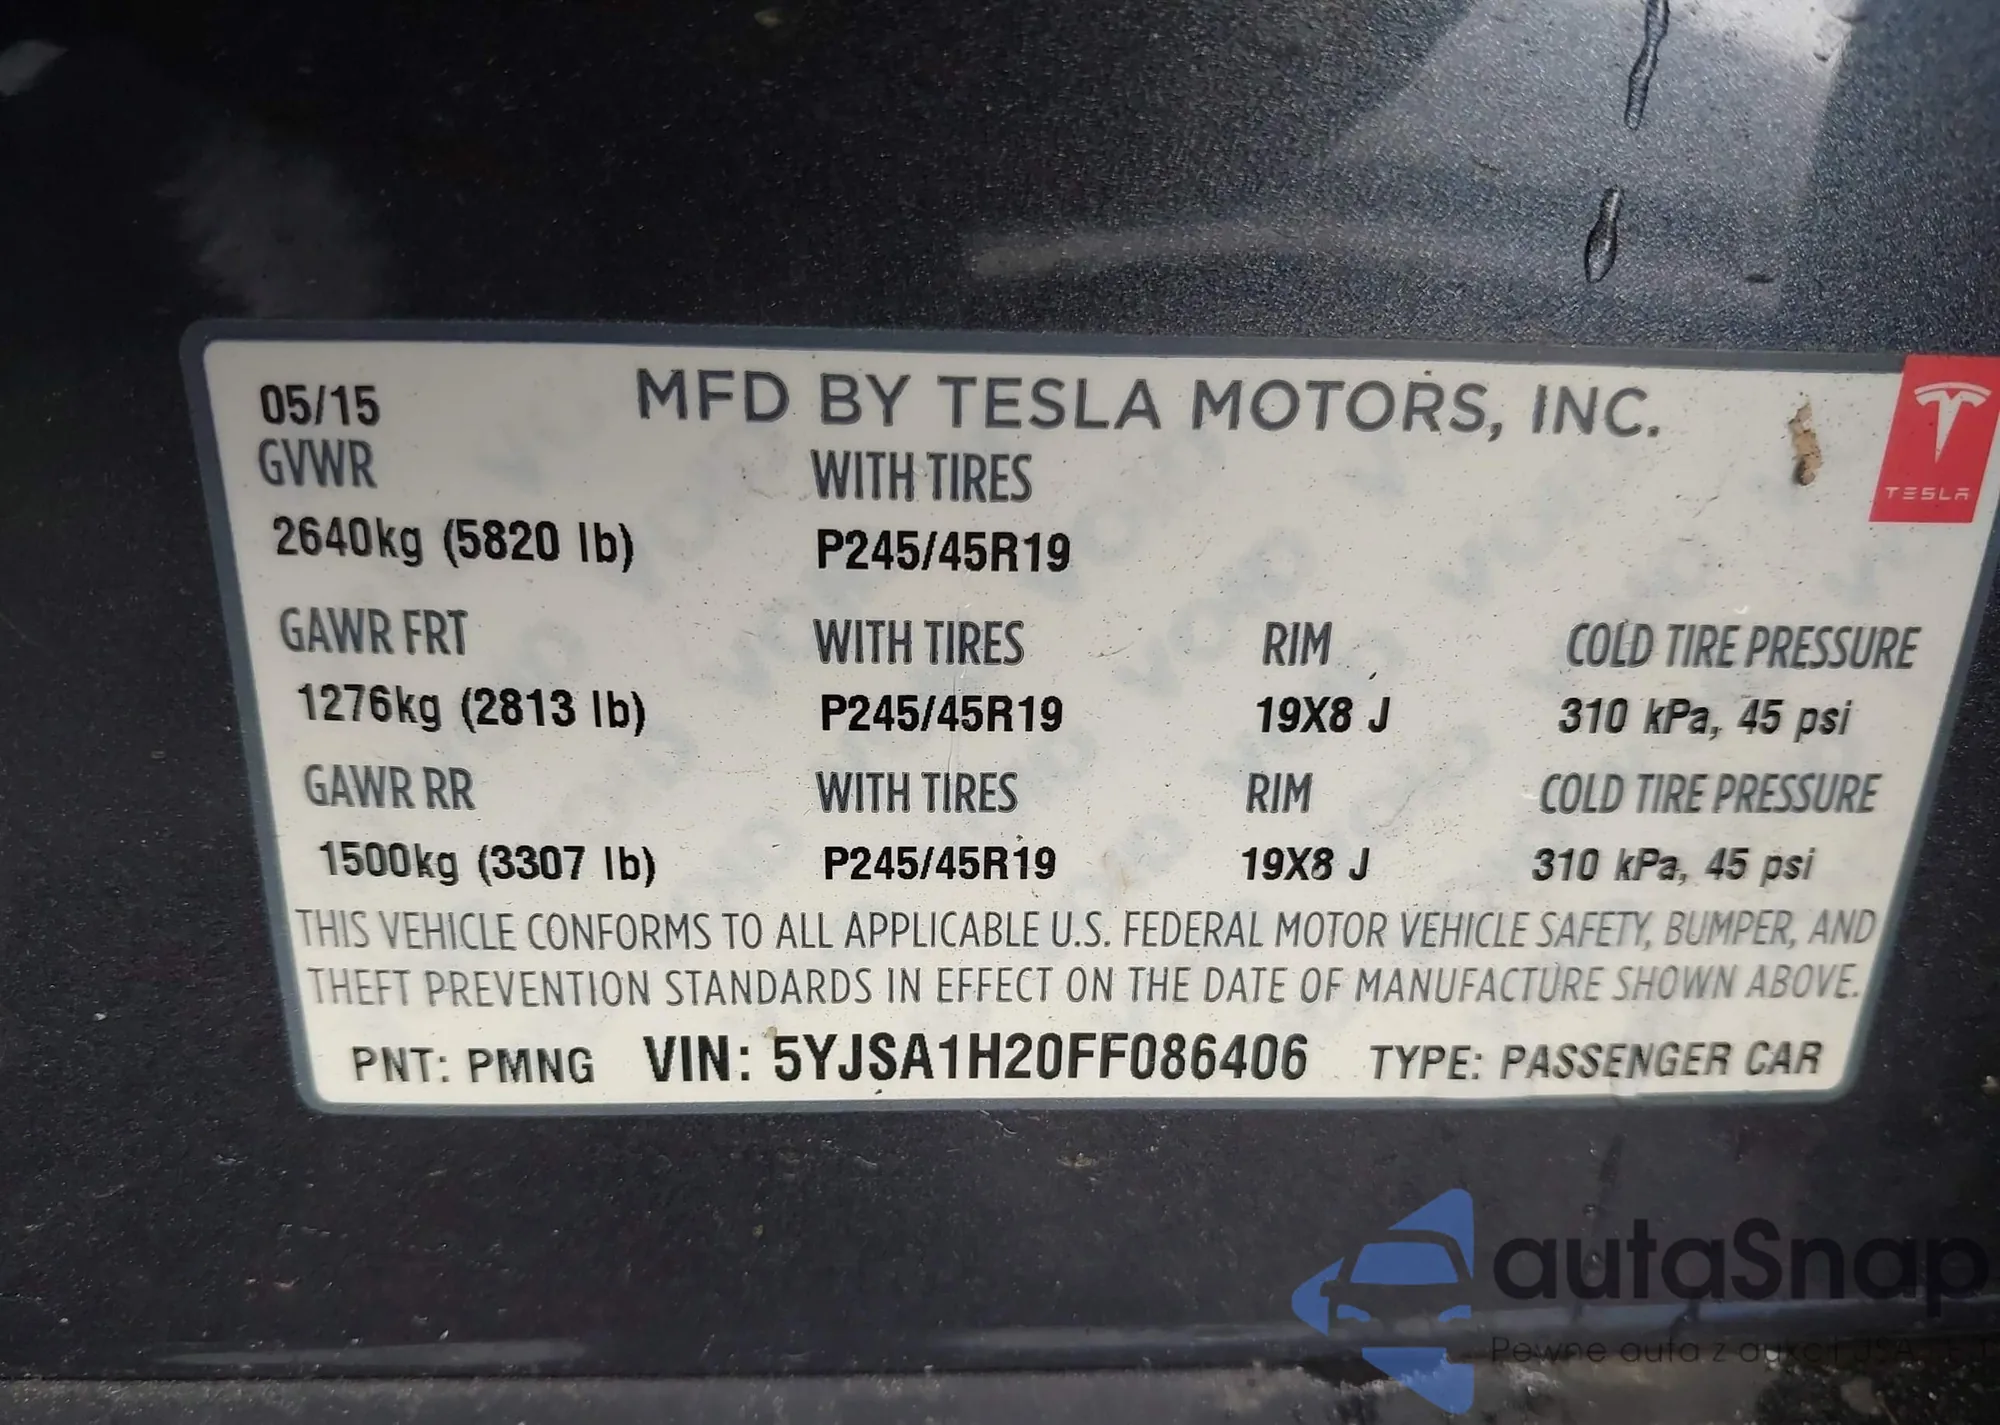 05/15 MFD BY TESLA MOTORS, INC.
TESLA
GVWR WITH TIRES
2640kg (5820 lb) P245/45R19
GAWR FRT WITH TIRES RIM COLD TIRE PRESSURE
1276kg (2813 lb) P245/45R19 19X8 J 310 kPa, 45 psi
GAWR RR WITH TIRES RIM COLD TIRE PRESSURE
1500kg (3307 lb) P245/45R19 19X8 J 310 kPa, 45 psi
THIS VEHICLE CONFORMS TO ALL APPLICABLE U.S. FEDERAL MOTOR VEHICLE SAFETY, BUMPER, AND
THEFT PREVENTION STANDARDS IN EFFECT ON THE DATE OF MANUFACTURE SHOWN ABOVE.
PNT: PMNG VIN: 5YJSA1H20FF086406 TYPE: PASSENGER CAR
autaSnap
Pewne auta z aukcji